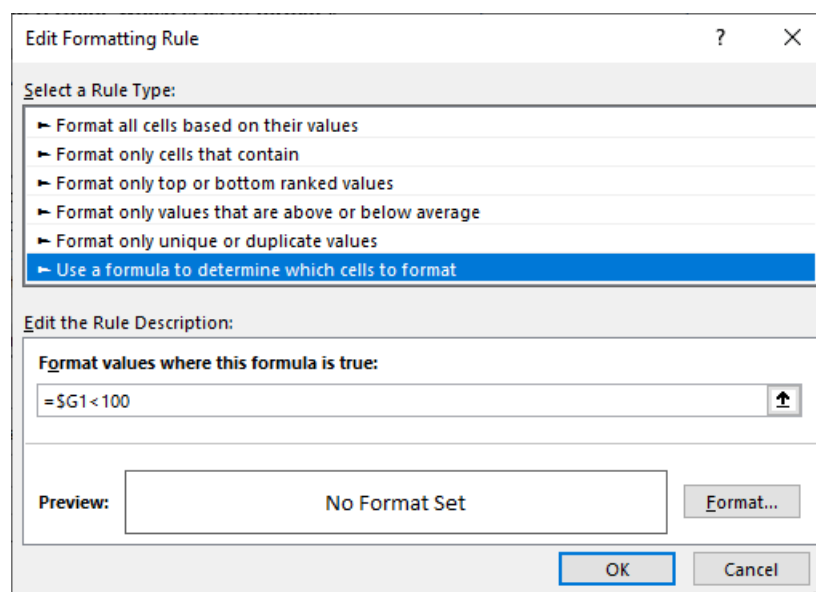 Edit Formatting Rule ? ×
Select a Rule Type:
► Format all cells based on their values
► Format only cells that contain
► Format only top or bottom ranked values
► Format only values that are above or below average
► Format only unique or duplicate values
► Use a formula to determine which cells to format
Edit the Rule Description:
Format values where this formula is true:
=$G1<100
Preview: No Format Set Format...
OK Cancel